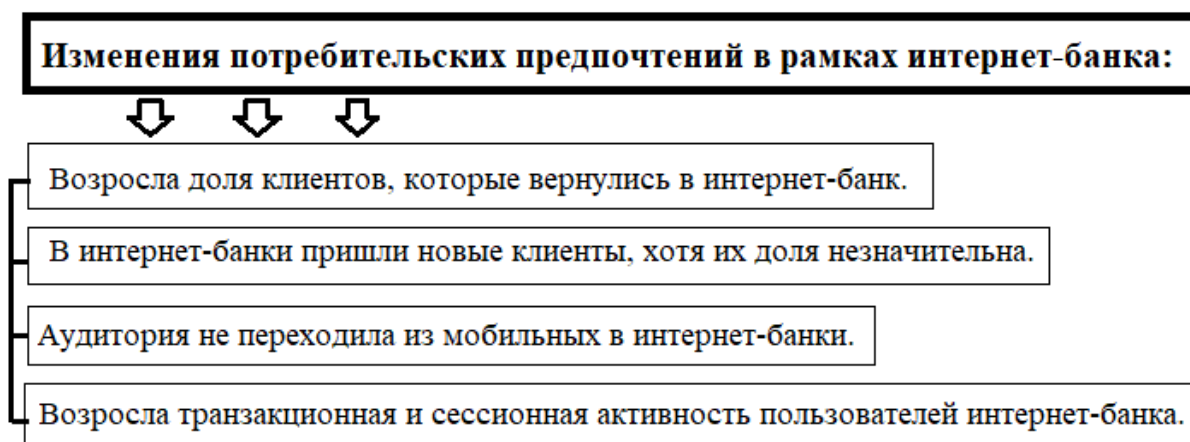 Изменения потребительских предпочтений в рамках интернет-банка:
Возросла доля клиентов, которые вернулись в интернет-банк.
В интернет-банки пришли новые клиенты, хотя их доля незначительна.
Аудитория не переходила из мобильных в интернет-банки.
Возросла транзакционная и сессионная активность пользователей интернет-банка.